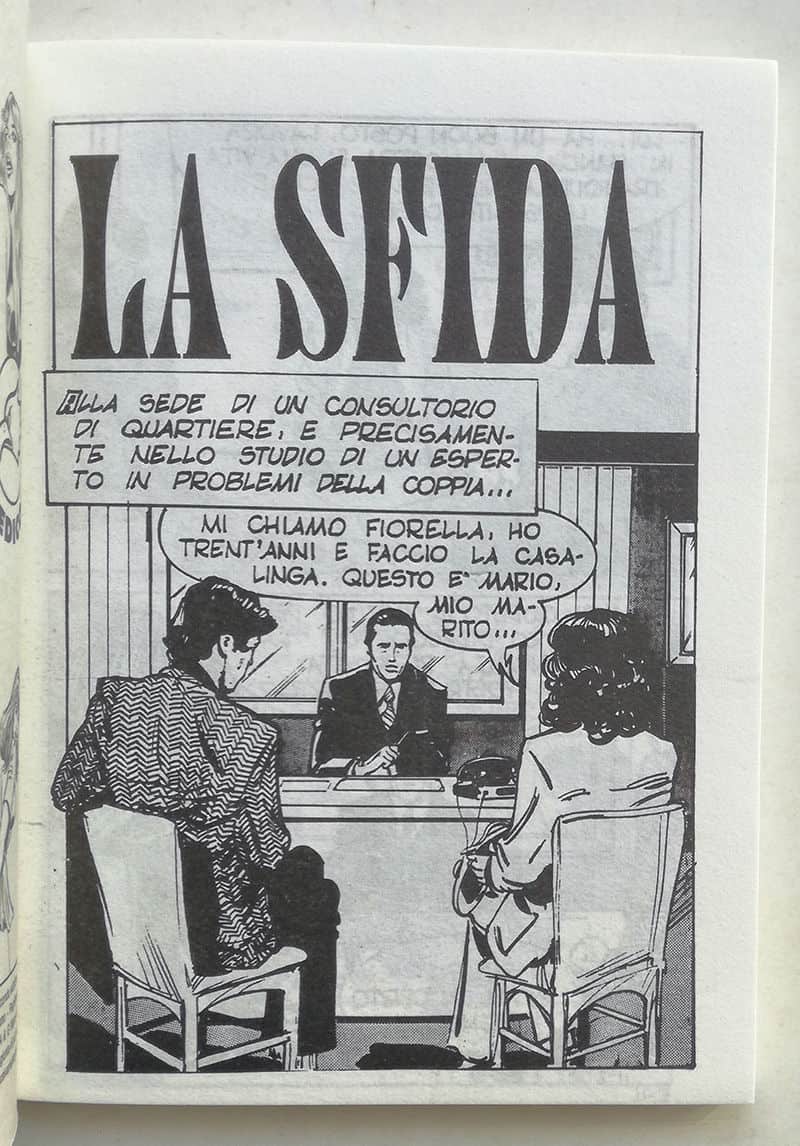 LA SFIDA
ALLA SEDE DI UN CONSULTORIO
DI QUARTIERE, E PRECISAMEN-
TE NELLO STUDIO DI UN ESPER-
TO IN PROBLEMI DELLA COPPIA...
MI CHIAMO FIORELLA, HO
TRENT'ANNI E FACCIO LA CASA-
LINGA. QUESTO E' MARIO,
MIO MA-
RITO...